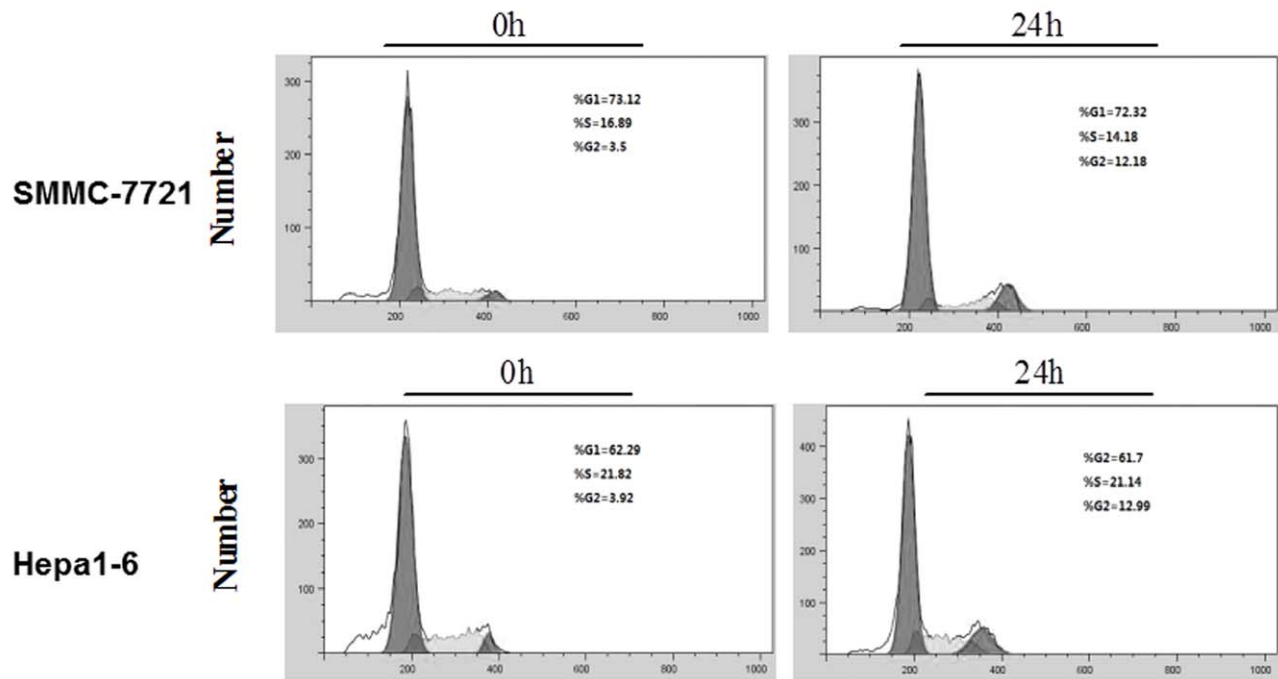 0h
24h
SMMC-7721
Number
300
200
100
%G1=73.12
%S=16.89
%G2=3.5
200
400
600
800
1000
Number
300
200
100
%G1=72.32
%S=14.18
%G2=12.18
200
400
600
800
1000
0h
24h
Hepa1-6
300
200
100
%G1=62.29
%S=21.82
%G2=3.92
0
200
400
600
800
1000
400
300
200
100
0
%G2=61.7
%S=21.14
%G2=12.99
200
400
600
800
1000